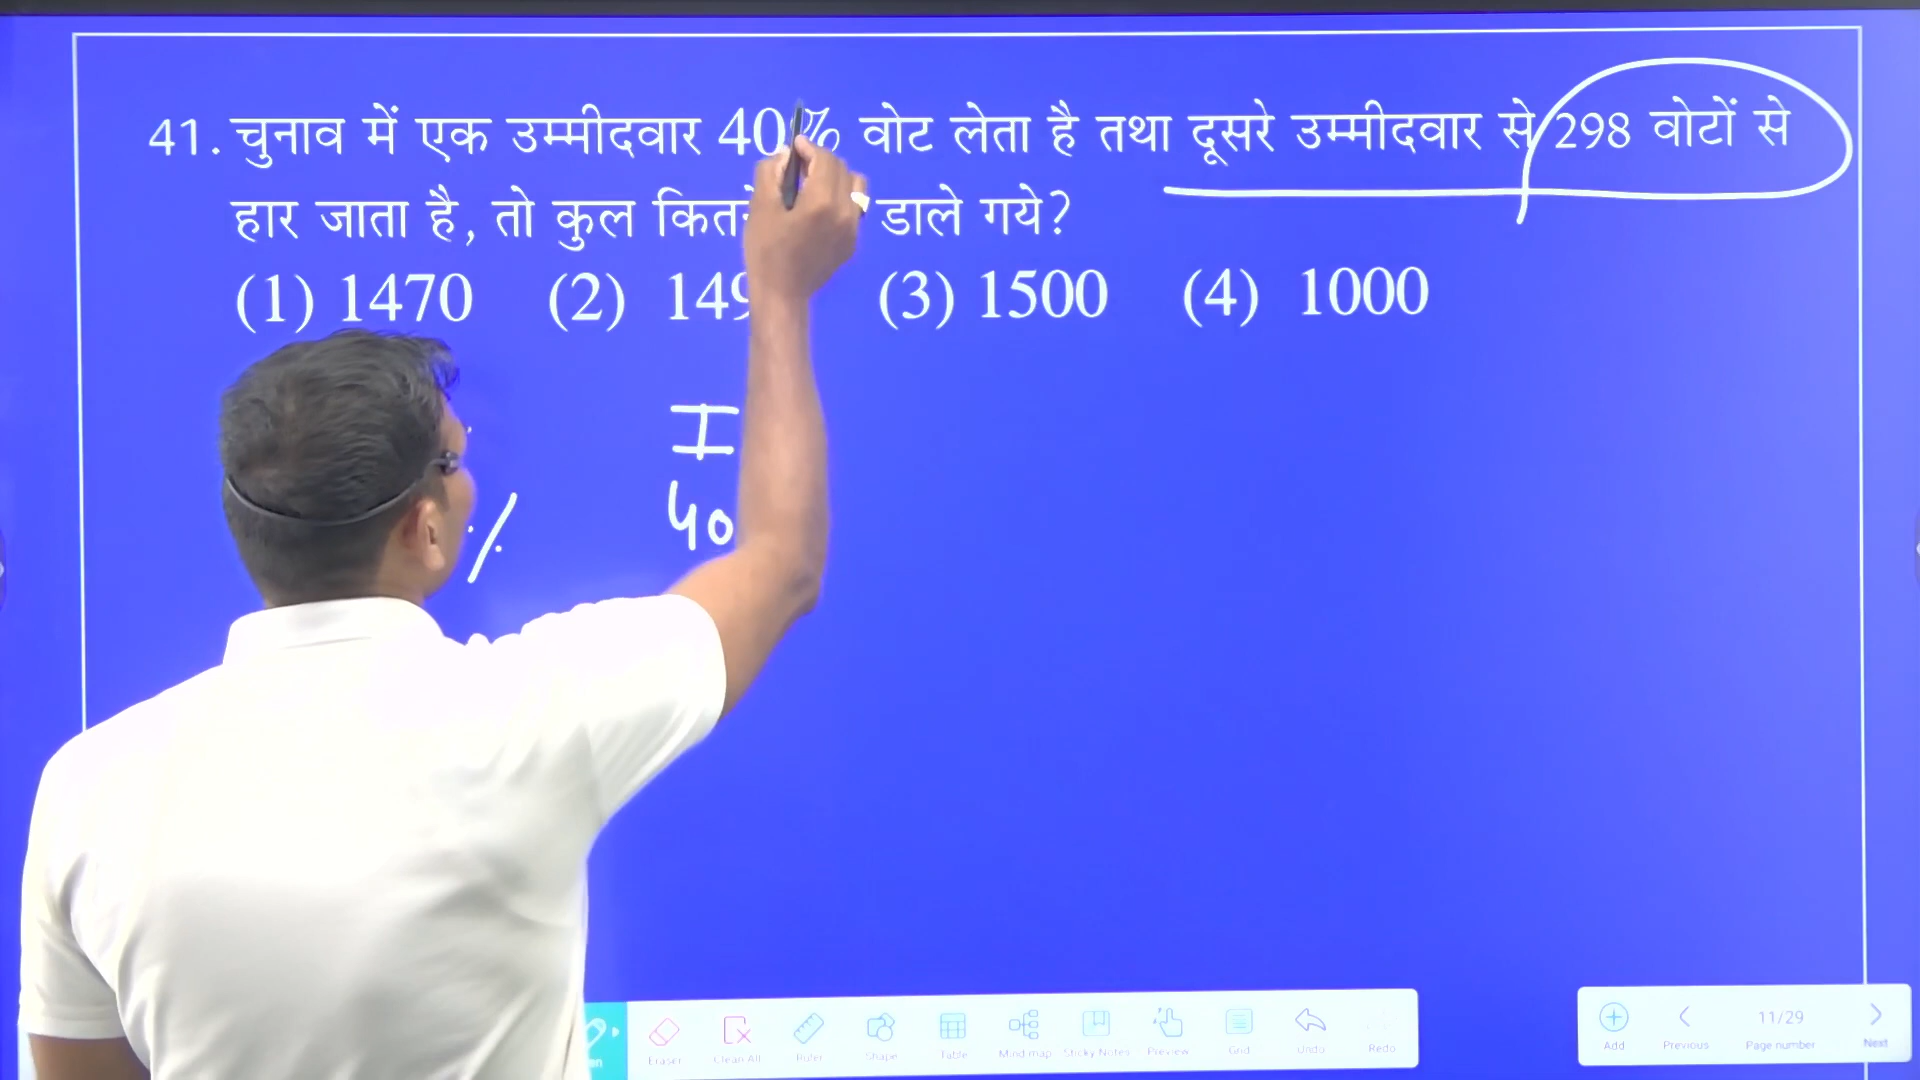 41. चुनाव में एक उम्मीदवार 40% वोट लेता है तथा दूसरे उम्मीदवार से 298 वोटों से
हार जाता है, तो कुल डाले गये?
(1) 1470 (2) (3) 1500 (4) 1000
I
40
%
Eraser Clean All Ruler Shape Table Mind map Sticky Notes Preview Grid Undo Redo
Add Previous 11/29 Page number Next